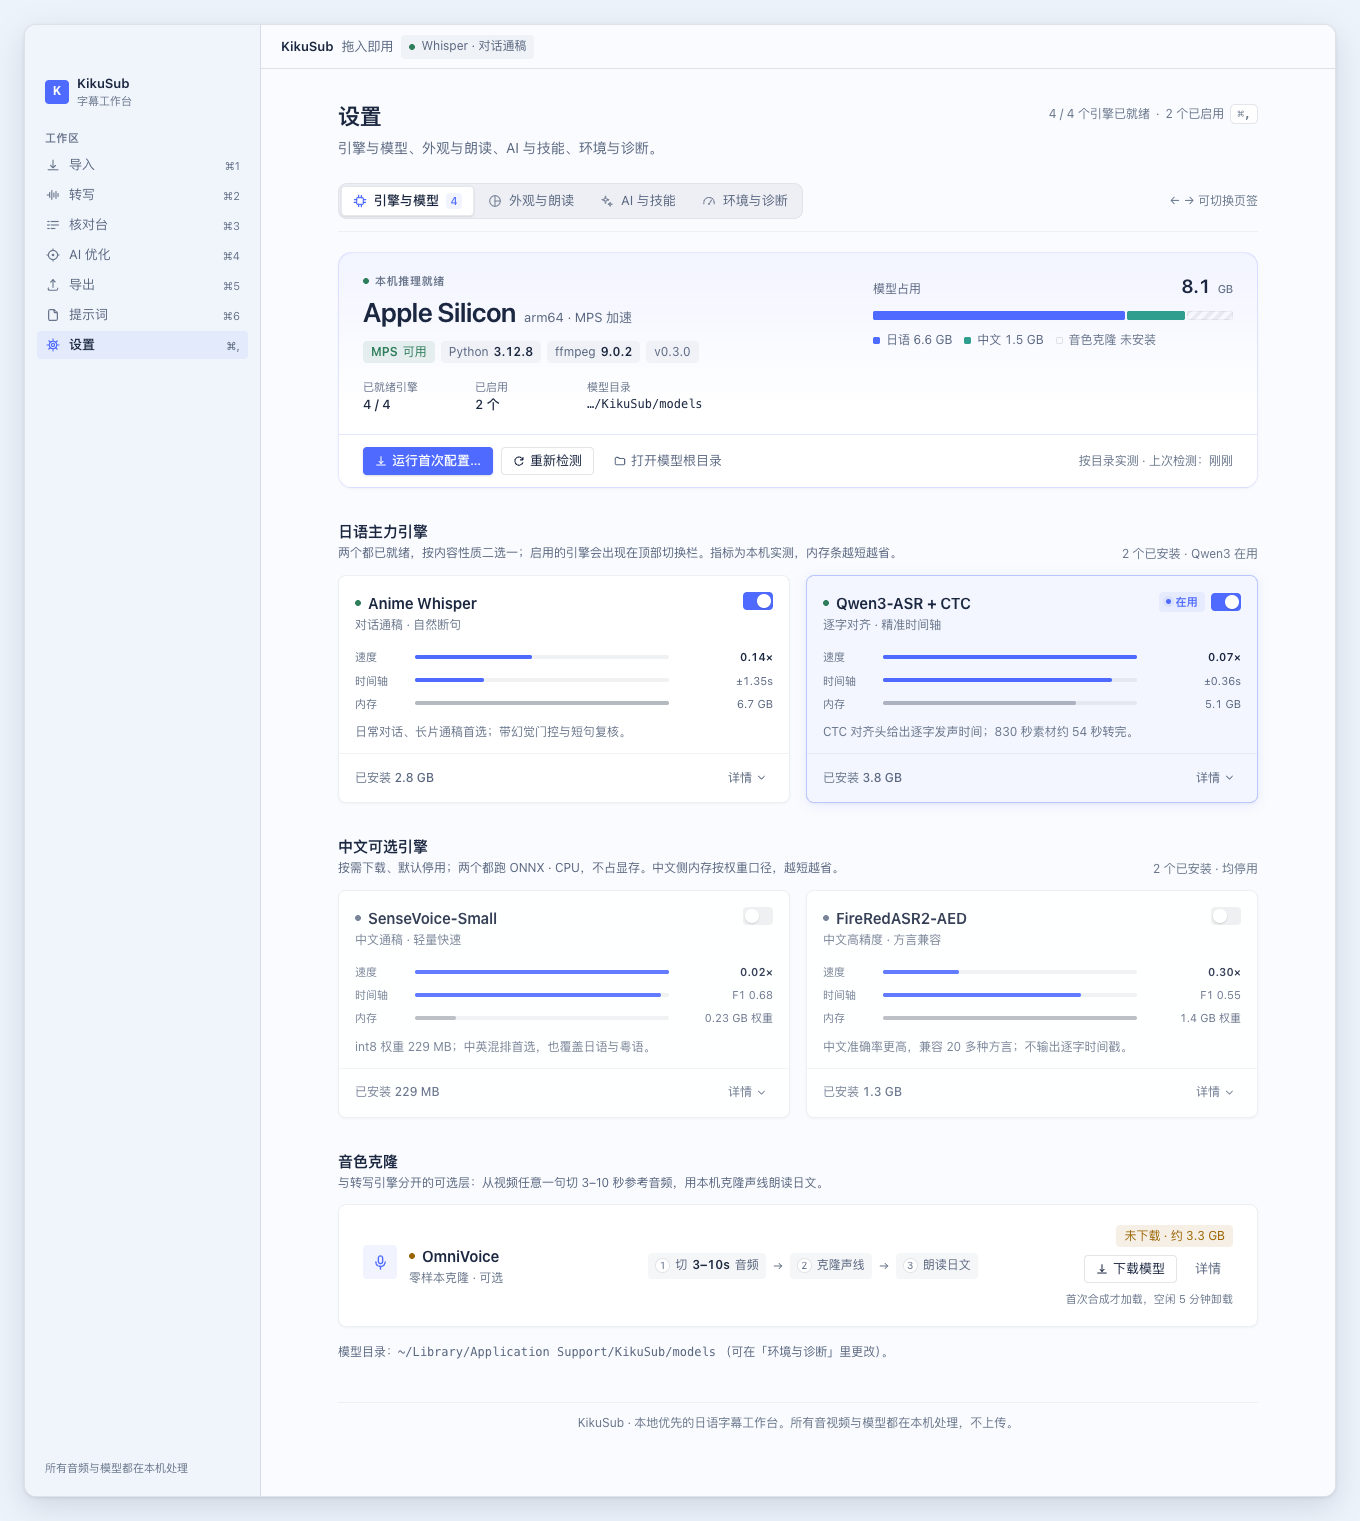 K
KikuSub
字幕工作台
工作区
导入 ⌘1
转写 ⌘2
核对台 ⌘3
AI 优化 ⌘4
导出 ⌘5
提示词 ⌘6
设置 ⌘,
所有音频与模型都在本机处理
KikuSub 拖入即用 Whisper · 对话通稿
设置
4 / 4 个引擎已就绪 · 2 个已启用 ⌘,
引擎与模型、外观与朗读、AI 与技能、环境与诊断。
引擎与模型 4 外观与朗读 AI 与技能 环境与诊断
← → 可切换页签
本机推理就绪
Apple Silicon arm64 · MPS 加速
MPS 可用 Python 3.12.8 ffmpeg 9.0.2 v0.3.0
已就绪引擎 已启用 模型目录
4 / 4 2 个 …/KikuSub/models
模型占用 8.1 GB
日语 6.6 GB 中文 1.5 GB 音色克隆 未安装
运行首次配置… 重新检测 打开模型根目录
按目录实测 · 上次检测：刚刚
日语主力引擎
两个都已就绪，按内容性质二选一；启用的引擎会出现在顶部切换栏。指标为本机实测，内存条越短越省。
2 个已安装 · Qwen3 在用
Anime Whisper
对话通稿 · 自然断句
速度 0.14×
时间轴 ±1.35s
内存 6.7 GB
日常对话、长片通稿首选；带幻觉门控与短句复核。
已安装 2.8 GB 详情
Qwen3-ASR + CTC 在用
逐字对齐 · 精准时间轴
速度 0.07×
时间轴 ±0.36s
内存 5.1 GB
CTC 对齐头给出逐字发声时间；830 秒素材约 54 秒转完。
已安装 3.8 GB 详情
中文可选引擎
按需下载、默认停用；两个都跑 ONNX · CPU，不占显存。中文侧内存按权重口径，越短越省。
2 个已安装 · 均停用
SenseVoice-Small
中文通稿 · 轻量快速
速度 0.02×
时间轴 F1 0.68
内存 0.23 GB 权重
int8 权重 229 MB；中英混排首选，也覆盖日语与粤语。
已安装 229 MB 详情
FireRedASR2-AED
中文高精度 · 方言兼容
速度 0.30×
时间轴 F1 0.55
内存 1.4 GB 权重
中文准确率更高，兼容 20 多种方言；不输出逐字时间戳。
已安装 1.3 GB 详情
音色克隆
与转写引擎分开的可选层：从视频任意一句切 3–10 秒参考音频，用本机克隆声线朗读日文。
OmniVoice
零样本克隆 · 可选
1 切 3–10s 音频 → 2 克隆声线 → 3 朗读日文
未下载 · 约 3.3 GB
下载模型 详情
首次合成才加载，空闲 5 分钟卸载
模型目录：~/Library/Application Support/KikuSub/models （可在「环境与诊断」里更改）。
KikuSub · 本地优先的日语字幕工作台。所有音视频与模型都在本机处理，不上传。